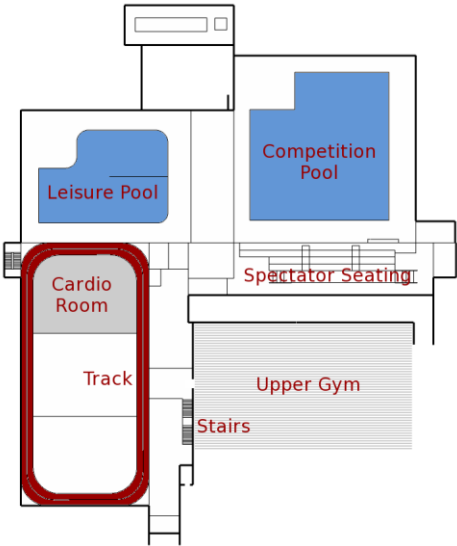 Competition
Pool
Leisure Pool
Spectator Seating
Cardio
Room
Track
Upper Gym
Stairs